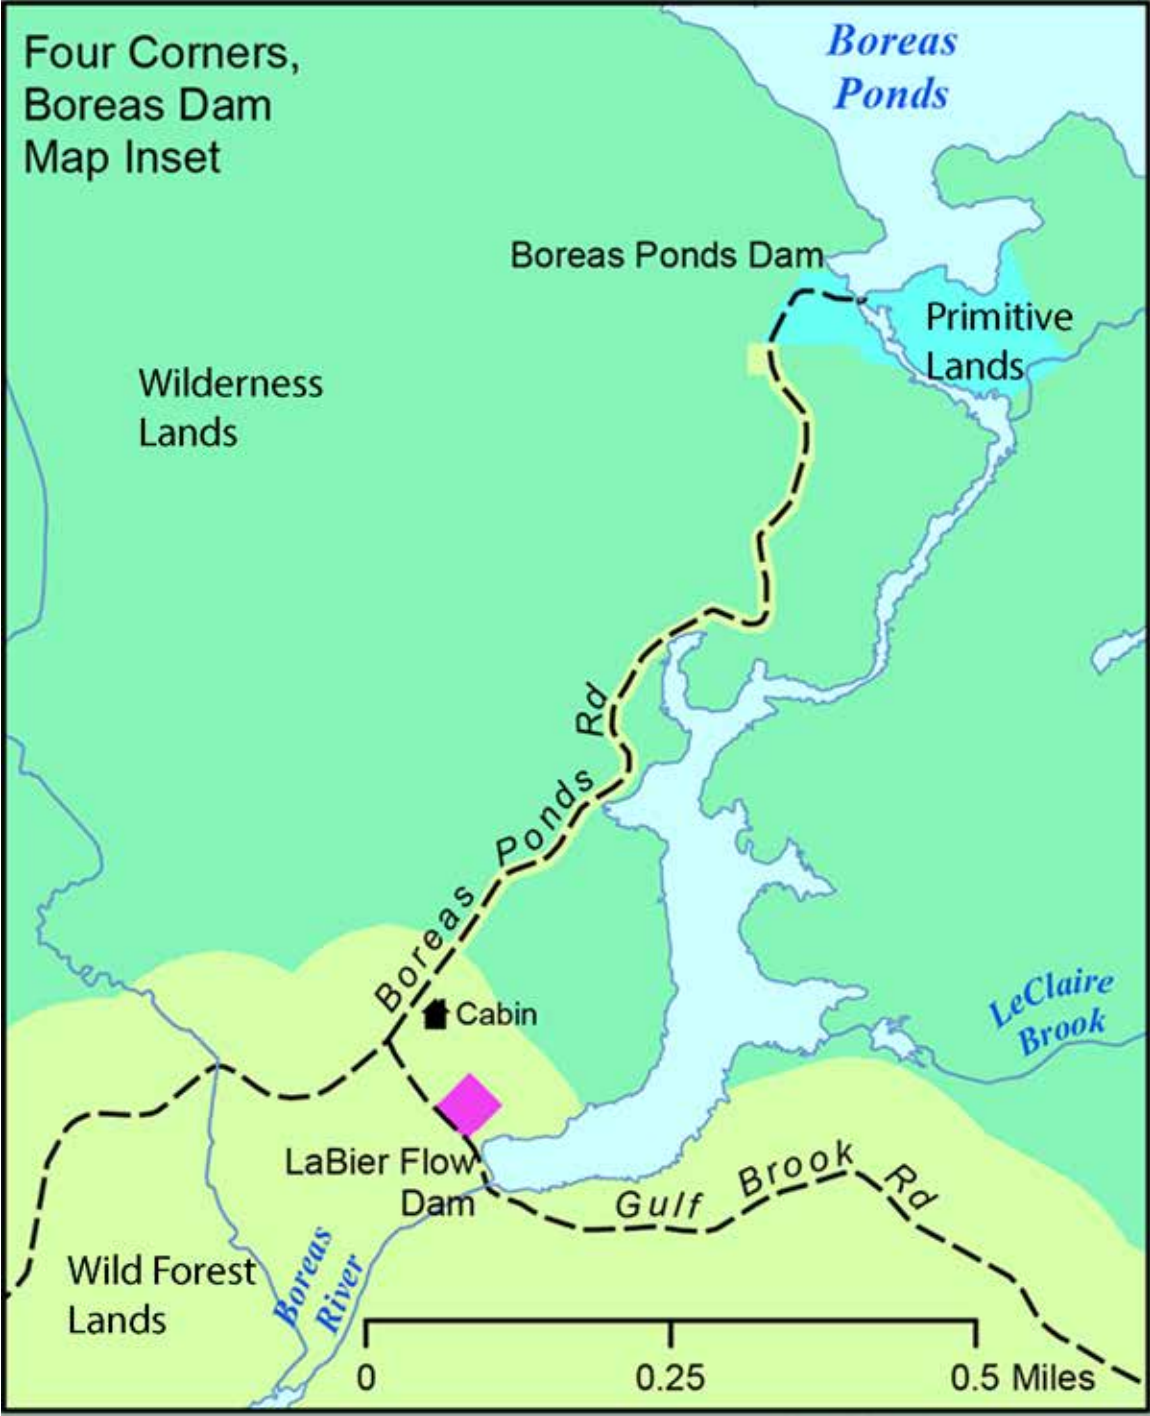 Four Corners,
Boreas Dam
Map Inset
Boreas
Ponds
Boreas Ponds Dam
Primitive
Lands
Wilderness
Lands
Boreas Ponds Rd
Cabin
LeClaire
Brook
LaBier Flow
Dam
Gulf Brook Rd
Wild Forest
Lands
Boreas
River
0 0.25 0.5 Miles